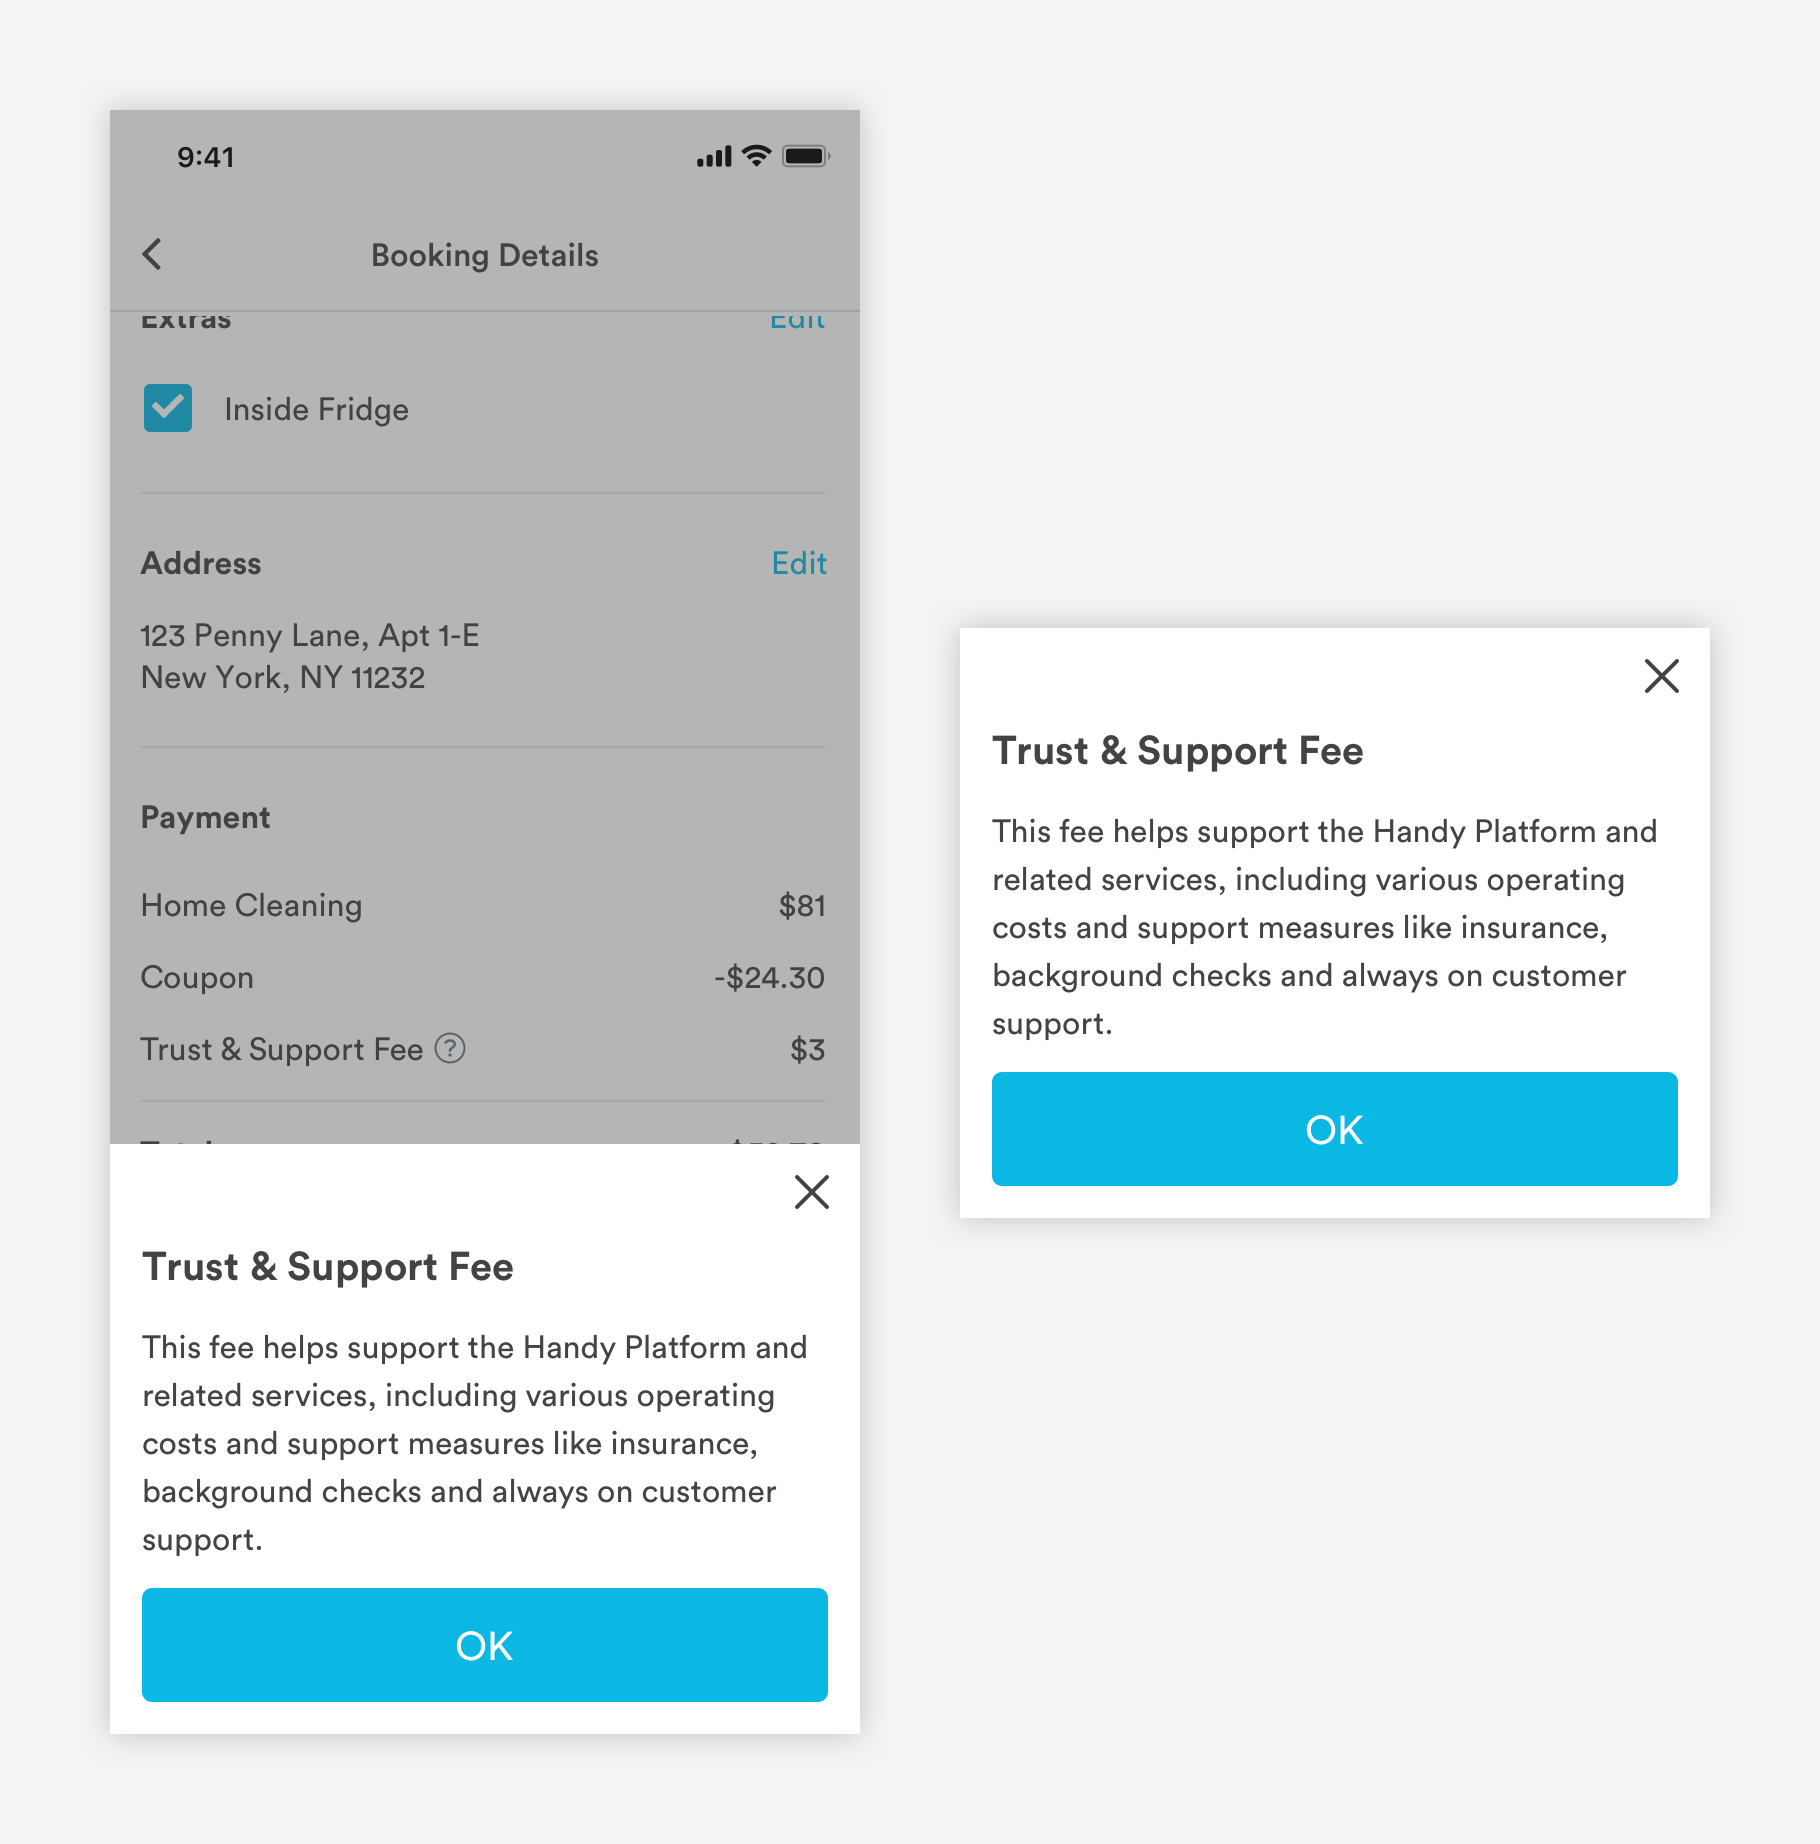 9:41
Booking Details
Extras
Edit
Inside Fridge
Address
Edit
123 Penny Lane, Apt 1-E
New York, NY 11232
Payment
Home Cleaning
$81
Coupon
-$24.30
Trust & Support Fee ?
$3
Trust & Support Fee
This fee helps support the Handy Platform and
related services, including various operating
costs and support measures like insurance,
background checks and always on customer
support.
OK
Trust & Support Fee
This fee helps support the Handy Platform and
related services, including various operating
costs and support measures like insurance,
background checks and always on customer
support.
OK